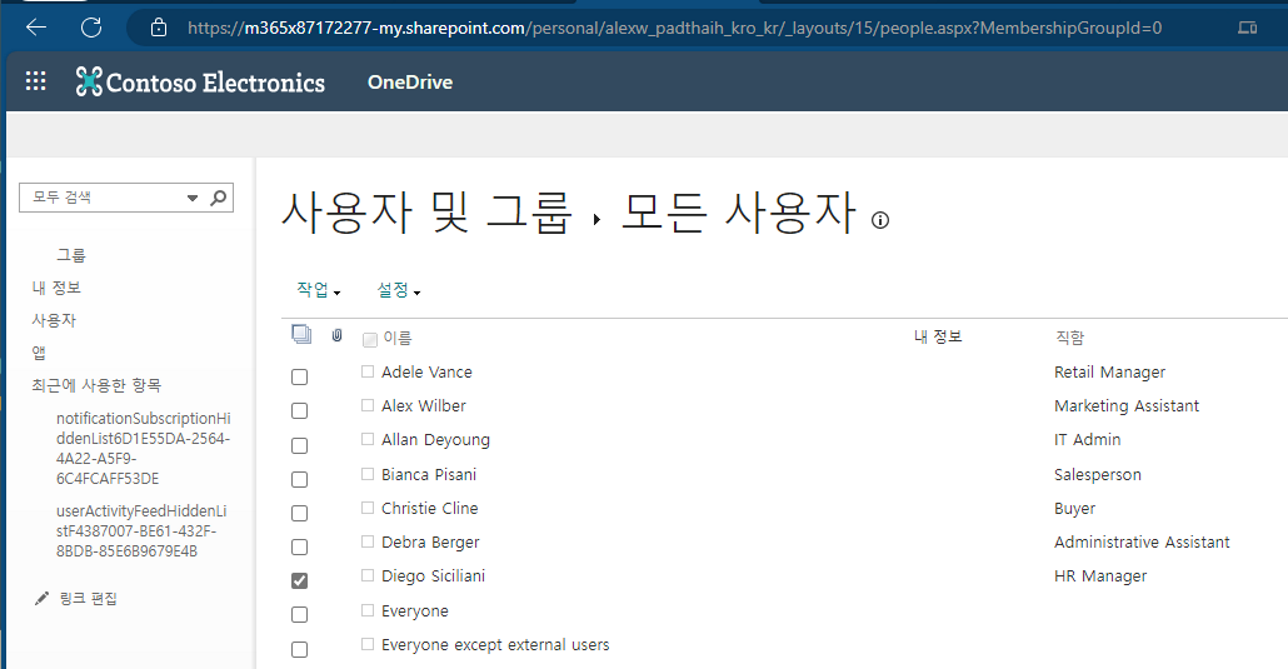 https://m365x87172277-my.sharepoint.com/personal/alexw_padthaih_kro_kr/_layouts/15/people.aspx?MembershipGroupId=0
Contoso Electronics OneDrive
모두 검색
사용자 및 그룹 ▸ 모든 사용자
그룹
내 정보
사용자
앱
최근에 사용한 항목
notificationSubscriptionHi
ddenList6D1E55DA-2564-
4A22-A5F9-
6C4FCAFF53DE
userActivityFeedHiddenLi
stF4387007-BE61-432F-
8BDB-85E6B9679E4B
링크 편집
작업 설정
이름 내 정보 직함
Adele Vance Retail Manager
Alex Wilber Marketing Assistant
Allan Deyoung IT Admin
Bianca Pisani Salesperson
Christie Cline Buyer
Debra Berger Administrative Assistant
Diego Siciliani HR Manager
Everyone
Everyone except external users